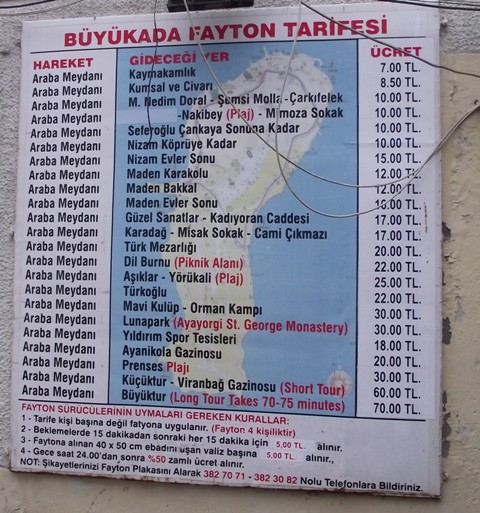 BÜYÜKADA FAYTON TARİFESİ
HAREKET GİDECEĞİ YER ÜCRET
Araba Meydanı Kaymakamlık 7.00 TL.
Araba Meydanı Kumsal ve Civarı 8.50 TL.
Araba Meydanı M. Nedim Doral - Şemsi Molla - Çarkıfelek 10.00 TL.
Araba Meydanı -Nakibey (Plaj) - Mimoza Sokak 10.00 TL.
Araba Meydanı Seferoğlu Çankaya Sonuna Kadar 10.00 TL.
Araba Meydanı Nizam Köprüye Kadar 10.00 TL.
Araba Meydanı Nizam Evler Sonu 15.00 TL.
Araba Meydanı Maden Karakolu 12.00 TL.
Araba Meydanı Maden Bakkal 12.00 TL.
Araba Meydanı Maden Evler Sonu TL.
Araba Meydanı Güzel Sanatlar - Kadıyoran Caddesi 17.00 TL.
Araba Meydanı Karadağ - Misak Sokak - Cami Çıkmazı 17.00 TL.
Araba Meydanı Türk Mezarlığı 20.00 TL.
Araba Meydanı Dil Burnu (Piknik Alanı) 22.00 TL.
Araba Meydanı Aşıklar - Yörükali (Plaj) 25.00 TL.
Araba Meydanı Türkoğlu 22.00 TL.
Araba Meydanı Mavi Kulüp - Orman Kampı 30.00 TL.
Araba Meydanı Lunapark (Ayayorgi St. George Monastery) 30.00 TL.
Araba Meydanı Yıldırım Spor Tesisleri 18.00 TL.
Araba Meydanı Ayanikola Gazinosu 20.00 TL.
Araba Meydanı Prenses Plajı 30.00 TL.
Araba Meydanı Küçüktur - Viranbağ Gazinosu (Short Tour) 60.00 TL.
Araba Meydanı Büyüktur (Long Tour Takes 70-75 minutes) 70.00 TL.
FAYTON SÜRÜCÜLERİNİN UYMALARI GEREKEN KURALLAR:
1 - Tarife kişi başına değil fatyona uygulanır. (Fayton 4 kişiliktir)
2 - Beklemelerde 15 dakikadan sonraki her 15 dakika için 5,00 TL. alınır.
3 - Faytona alınan 40 x 50 cm ebadını uşan valiz başına 5,00 TL. alınır.,
4 - Gece saat 24.00'dan sonra %50 zamlı ücret alınır.
NOT: Şikayetlerinizi Fayton Plakasını Alarak 382 70 71 - 382 30 82 Nolu Telefonlara Bildiriniz.